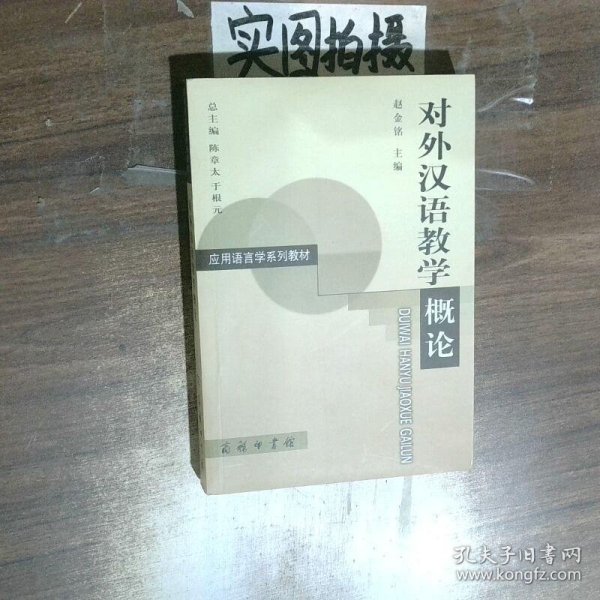 实图拍摄
对外汉语教学
概论
DUIWAI HANYU JIAOXUE GAILUN
赵金铭 主编
总主编 陈章太 于根元
应用语言学系列教材
商务印书馆
孔夫子旧书网
www.kongfz.com